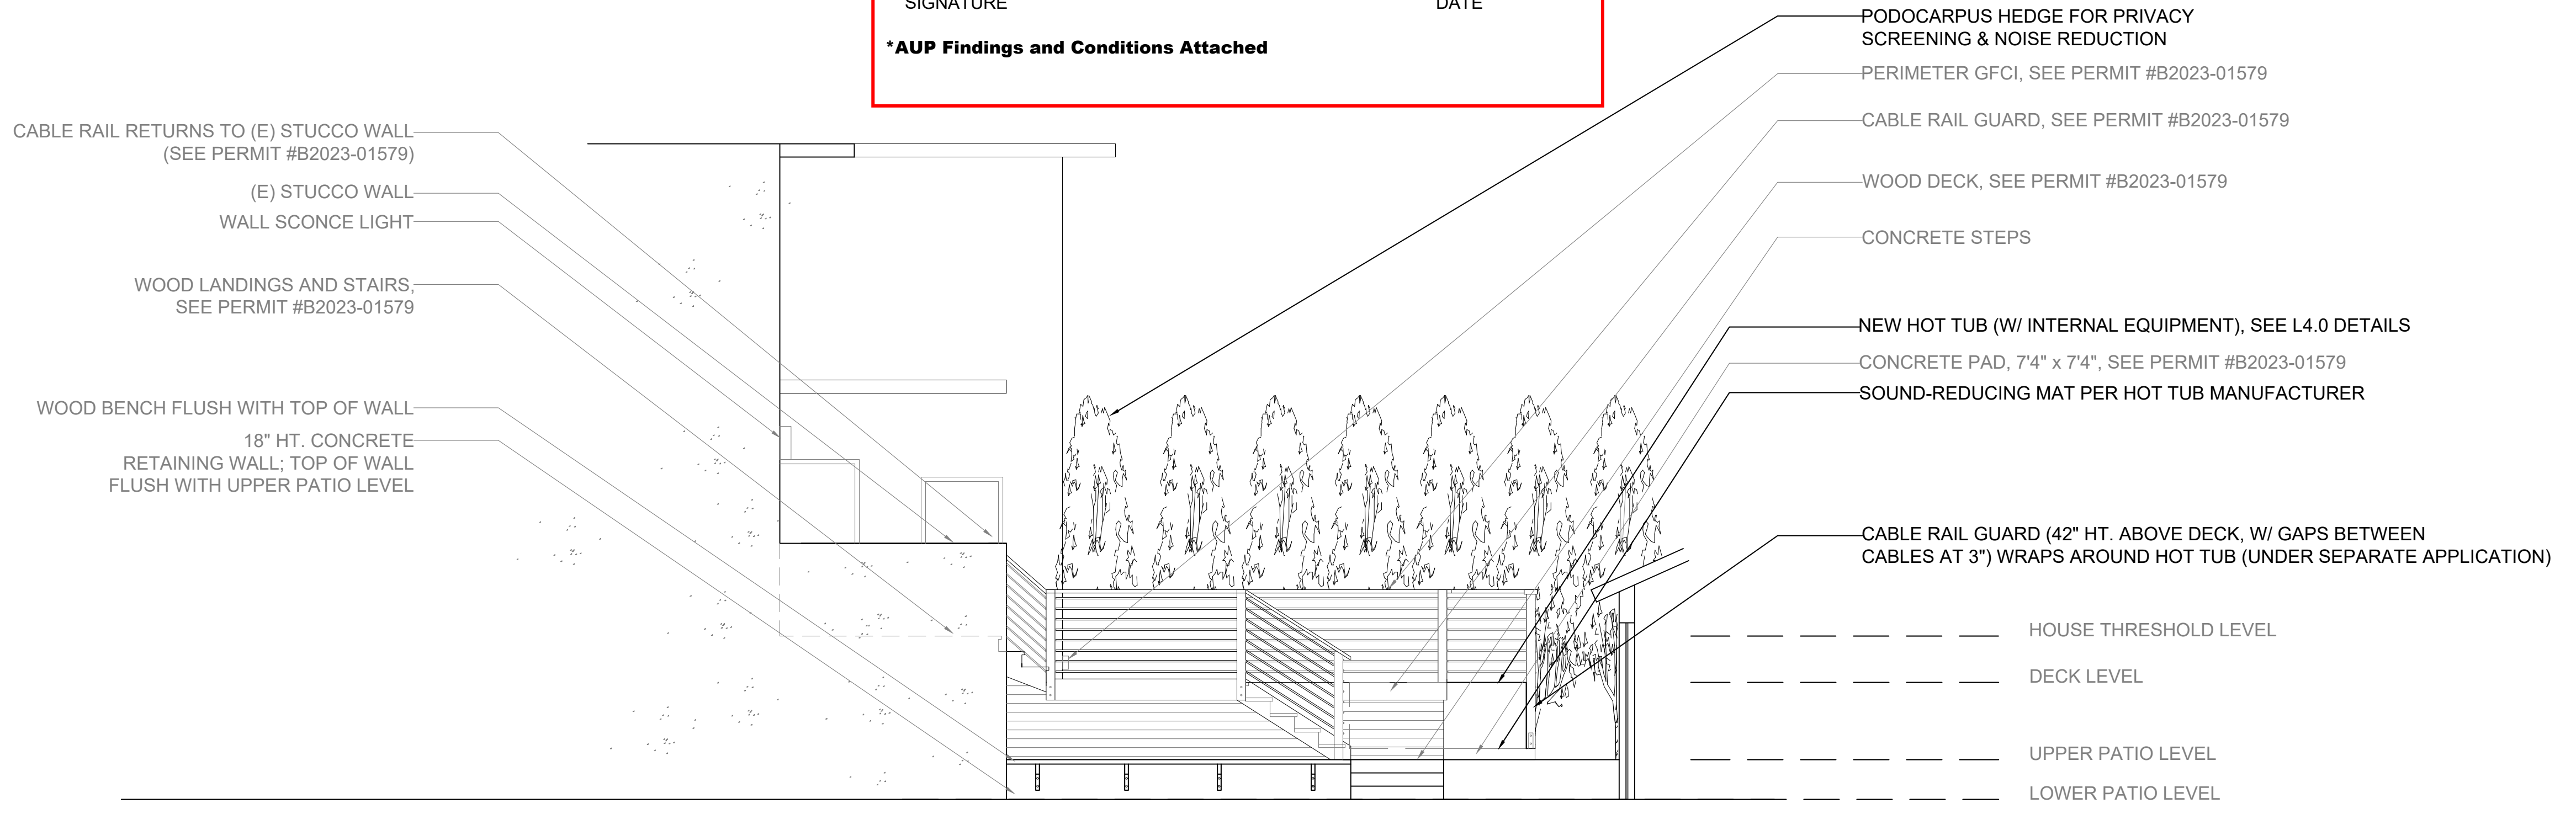 SIGNATURE
DATE
*AUP Findings and Conditions Attached
CABLE RAIL RETURNS TO (E) STUCCO WALL
(SEE PERMIT #B2023-01579)
(E) STUCCO WALL
WALL SCONCE LIGHT
WOOD LANDINGS AND STAIRS,
SEE PERMIT #B2023-01579
WOOD BENCH FLUSH WITH TOP OF WALL
18" HT. CONCRETE
RETAINING WALL; TOP OF WALL
FLUSH WITH UPPER PATIO LEVEL
PODOCARPUS HEDGE FOR PRIVACY
SCREENING & NOISE REDUCTION
PERIMETER GFCI, SEE PERMIT #B2023-01579
CABLE RAIL GUARD, SEE PERMIT #B2023-01579
WOOD DECK, SEE PERMIT #B2023-01579
CONCRETE STEPS
NEW HOT TUB (W/ INTERNAL EQUIPMENT), SEE L4.0 DETAILS
CONCRETE PAD, 7'4" x 7'4", SEE PERMIT #B2023-01579
SOUND-REDUCING MAT PER HOT TUB MANUFACTURER
CABLE RAIL GUARD (42" HT. ABOVE DECK, W/ GAPS BETWEEN
CABLES AT 3") WRAPS AROUND HOT TUB (UNDER SEPARATE APPLICATION)
HOUSE THRESHOLD LEVEL
DECK LEVEL
UPPER PATIO LEVEL
LOWER PATIO LEVEL